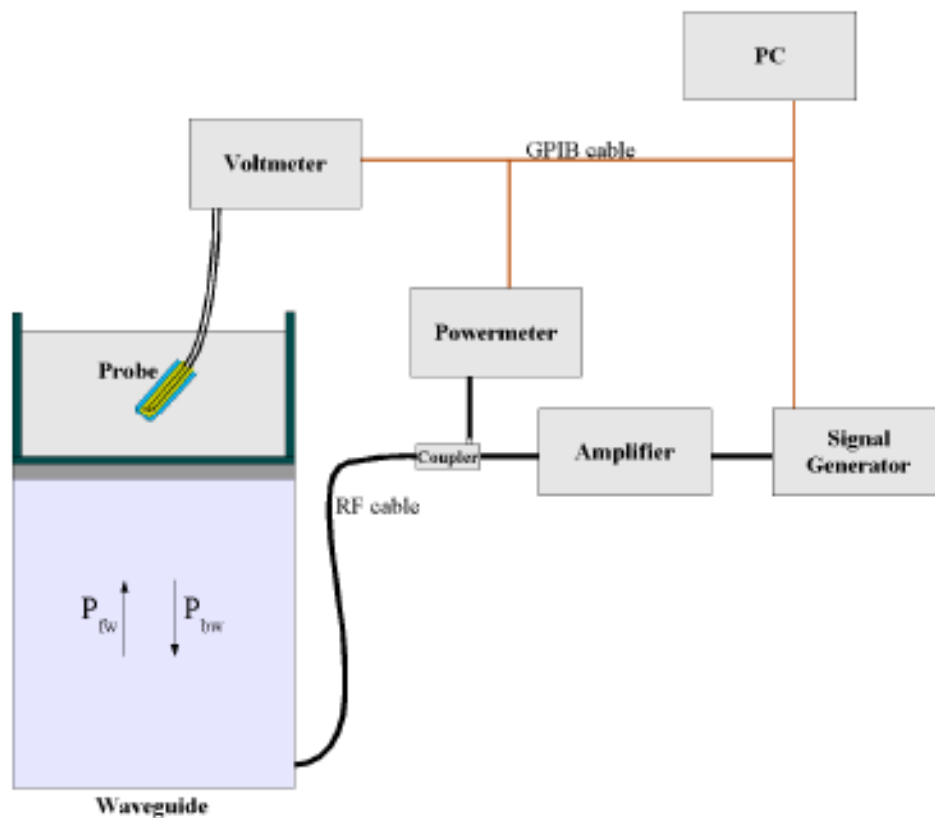 PC
Voltmeter
GPIB cable
Powermeter
Probe
Coupler
Amplifier
Signal
Generator
RF cable
P fw
P bw
Waveguide